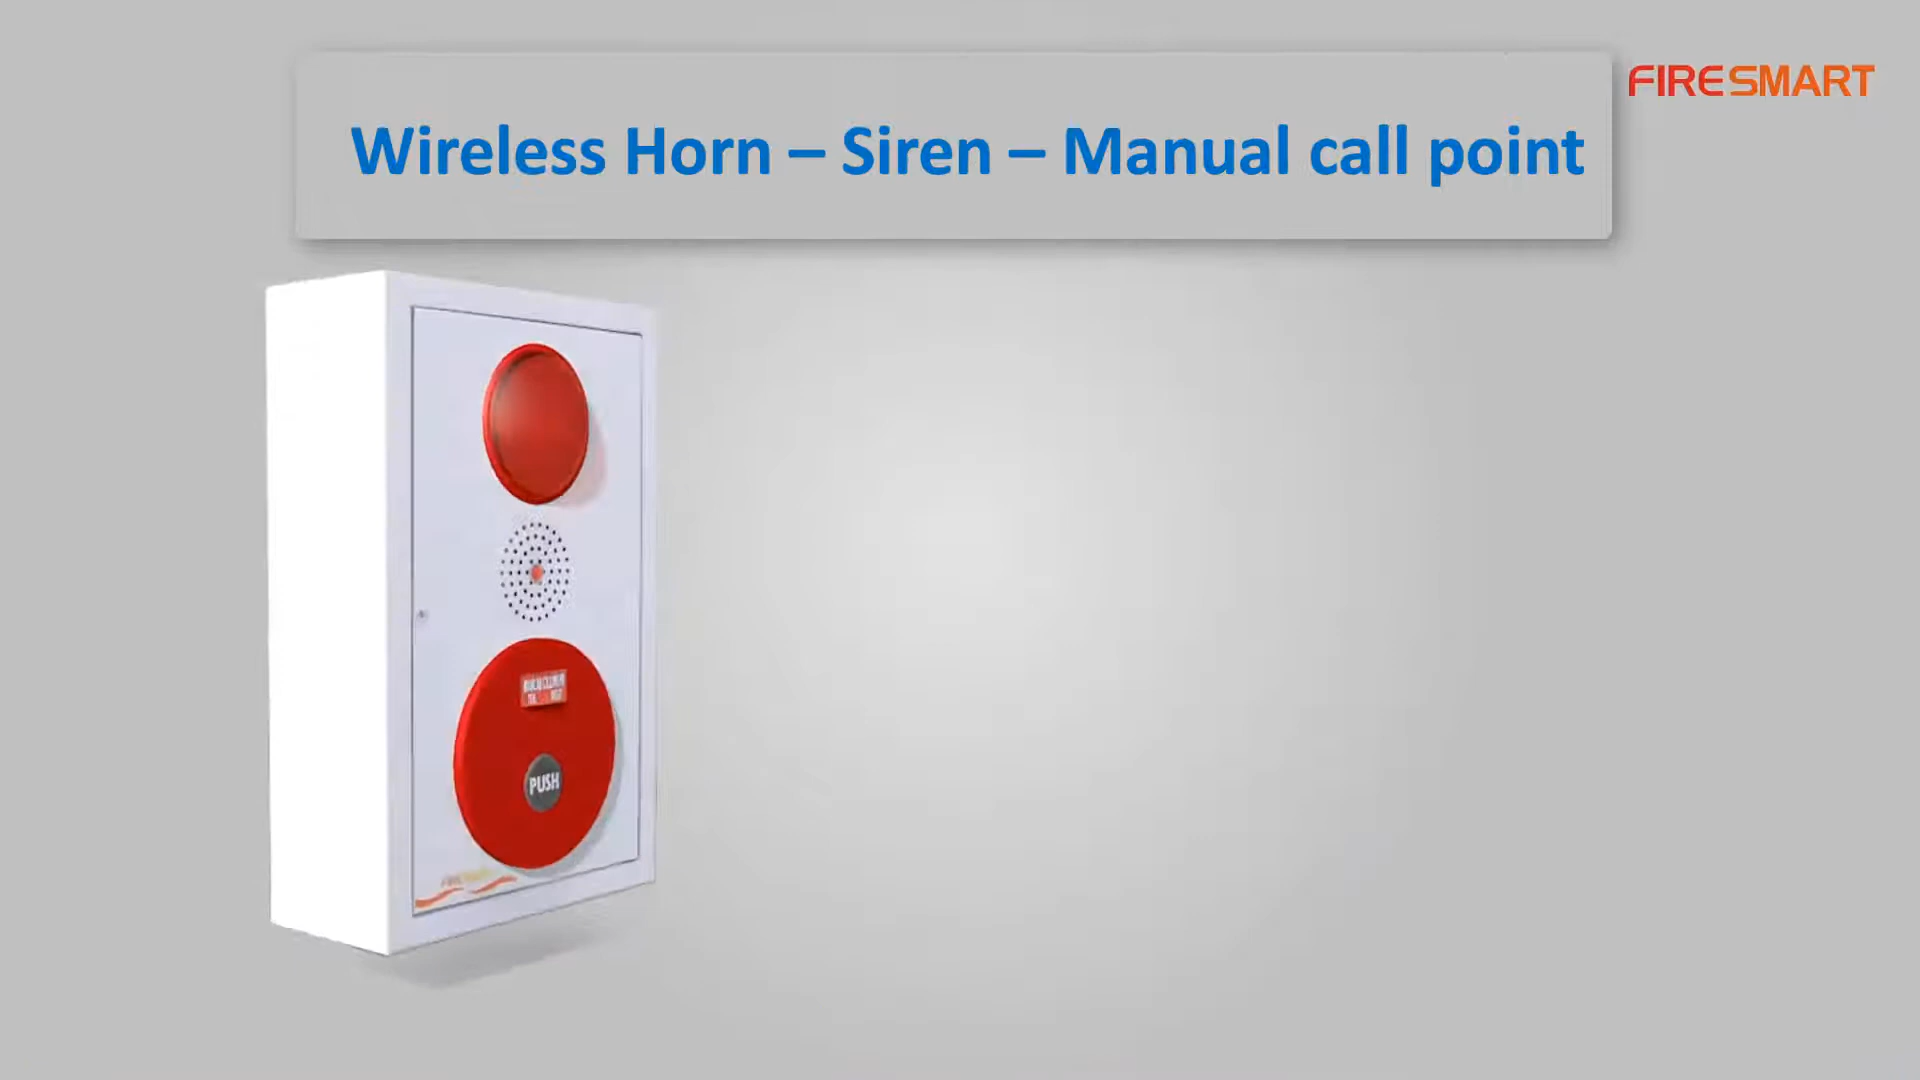 FIRESMART
Wireless Horn – Siren – Manual call point
PUSH